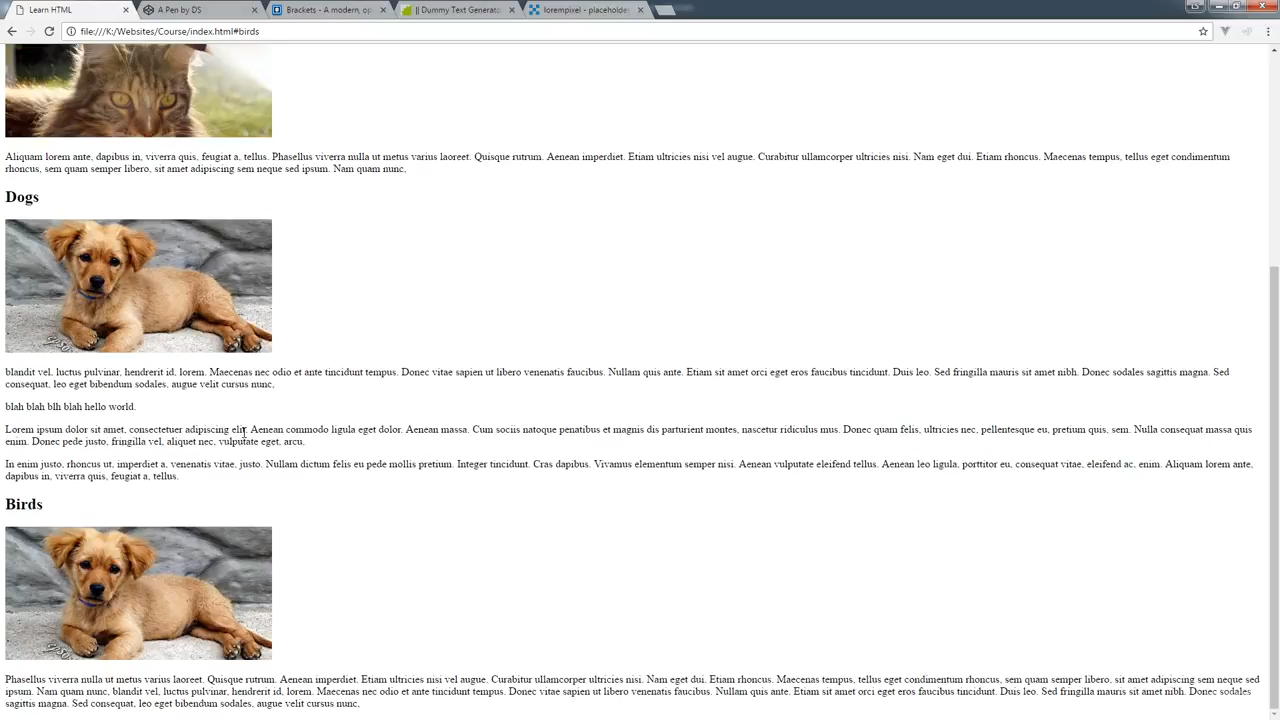 Learn HTML
A Pen by DS
Brackets - A modern, op
|| Dummy Text Generato
lorempixel - placeholde
file:///K:/Websites/Course/index.html#birds
Aliquam lorem ante, dapibus in, viverra quis, feugiat a, tellus. Phasellus viverra nulla ut metus varius laoreet. Quisque rutrum. Aenean imperdiet. Etiam ultricies nisi vel augue. Curabitur ullamcorper ultricies nisi. Nam eget dui. Etiam rhoncus. Maecenas tempus, tellus eget condimentum
rhoncus, sem quam semper libero, sit amet adipiscing sem neque sed ipsum. Nam quam nunc,
Dogs
blandit vel, luctus pulvinar, hendrerit id, lorem. Maecenas nec odio et ante tincidunt tempus. Donec vitae sapien ut libero venenatis faucibus. Nullam quis ante. Etiam sit amet orci eget eros faucibus tincidunt. Duis leo. Sed fringilla mauris sit amet nibh. Donec sodales sagittis magna. Sed
consequat, leo eget bibendum sodales, augue velit cursus nunc,
blah blah blh blah hello world.
Lorem ipsum dolor sit amet, consectetuer adipiscing elit. Aenean commodo ligula eget dolor. Aenean massa. Cum sociis natoque penatibus et magnis dis parturient montes, nascetur ridiculus mus. Donec quam felis, ultricies nec, pellentesque eu, pretium quis, sem. Nulla consequat massa quis
enim. Donec pede justo, fringilla vel, aliquet nec, vulputate eget, arcu.
In enim justo, rhoncus ut, imperdiet a, venenatis vitae, justo. Nullam dictum felis eu pede mollis pretium. Integer tincidunt. Cras dapibus. Vivamus elementum semper nisi. Aenean vulputate eleifend tellus. Aenean leo ligula, porttitor eu, consequat vitae, eleifend ac, enim. Aliquam lorem ante,
dapibus in, viverra quis, feugiat a, tellus.
Birds
Phasellus viverra nulla ut metus varius laoreet. Quisque rutrum. Aenean imperdiet. Etiam ultricies nisi vel augue. Curabitur ullamcorper ultricies nisi. Nam eget dui. Etiam rhoncus. Maecenas tempus, tellus eget condimentum rhoncus, sem quam semper libero, sit amet adipiscing sem neque sed
ipsum. Nam quam nunc, blandit vel, luctus pulvinar, hendrerit id, lorem. Maecenas nec odio et ante tincidunt tempus. Donec vitae sapien ut libero venenatis faucibus. Nullam quis ante. Etiam sit amet orci eget eros faucibus tincidunt. Duis leo. Sed fringilla mauris sit amet nibh. Donec sodales
sagittis magna. Sed consequat, leo eget bibendum sodales, augue velit cursus nunc,